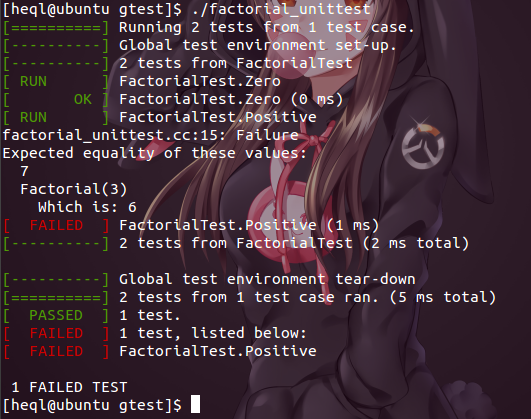 [heql@ubuntu gtest]$ ./factorial_unittest
[==========] Running 2 tests from 1 test case.
[----------] Global test environment set-up.
[----------] 2 tests from FactorialTest
[ RUN      ] FactorialTest.Zero
[       OK ] FactorialTest.Zero (0 ms)
[ RUN      ] FactorialTest.Positive
factorial_unittest.cc:15: Failure
Expected equality of these values:
  7
  Factorial(3)
    Which is: 6
[  FAILED  ] FactorialTest.Positive (1 ms)
[----------] 2 tests from FactorialTest (2 ms total)

[----------] Global test environment tear-down
[==========] 2 tests from 1 test case ran. (5 ms total)
[  PASSED  ] 1 test.
[  FAILED  ] 1 test, listed below:
[  FAILED  ] FactorialTest.Positive

 1 FAILED TEST
[heql@ubuntu gtest]$